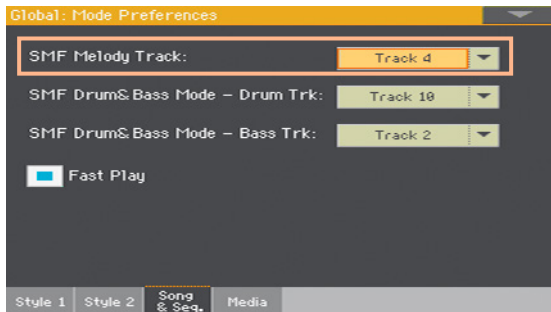 Global: Mode Preferences
SMF Melody Track: Track 4
SMF Drum&Bass Mode – Drum Trk: Track 10
SMF Drum&Bass Mode – Bass Trk: Track 2
Fast Play
Style 1 Style 2 Song & Seq. Media